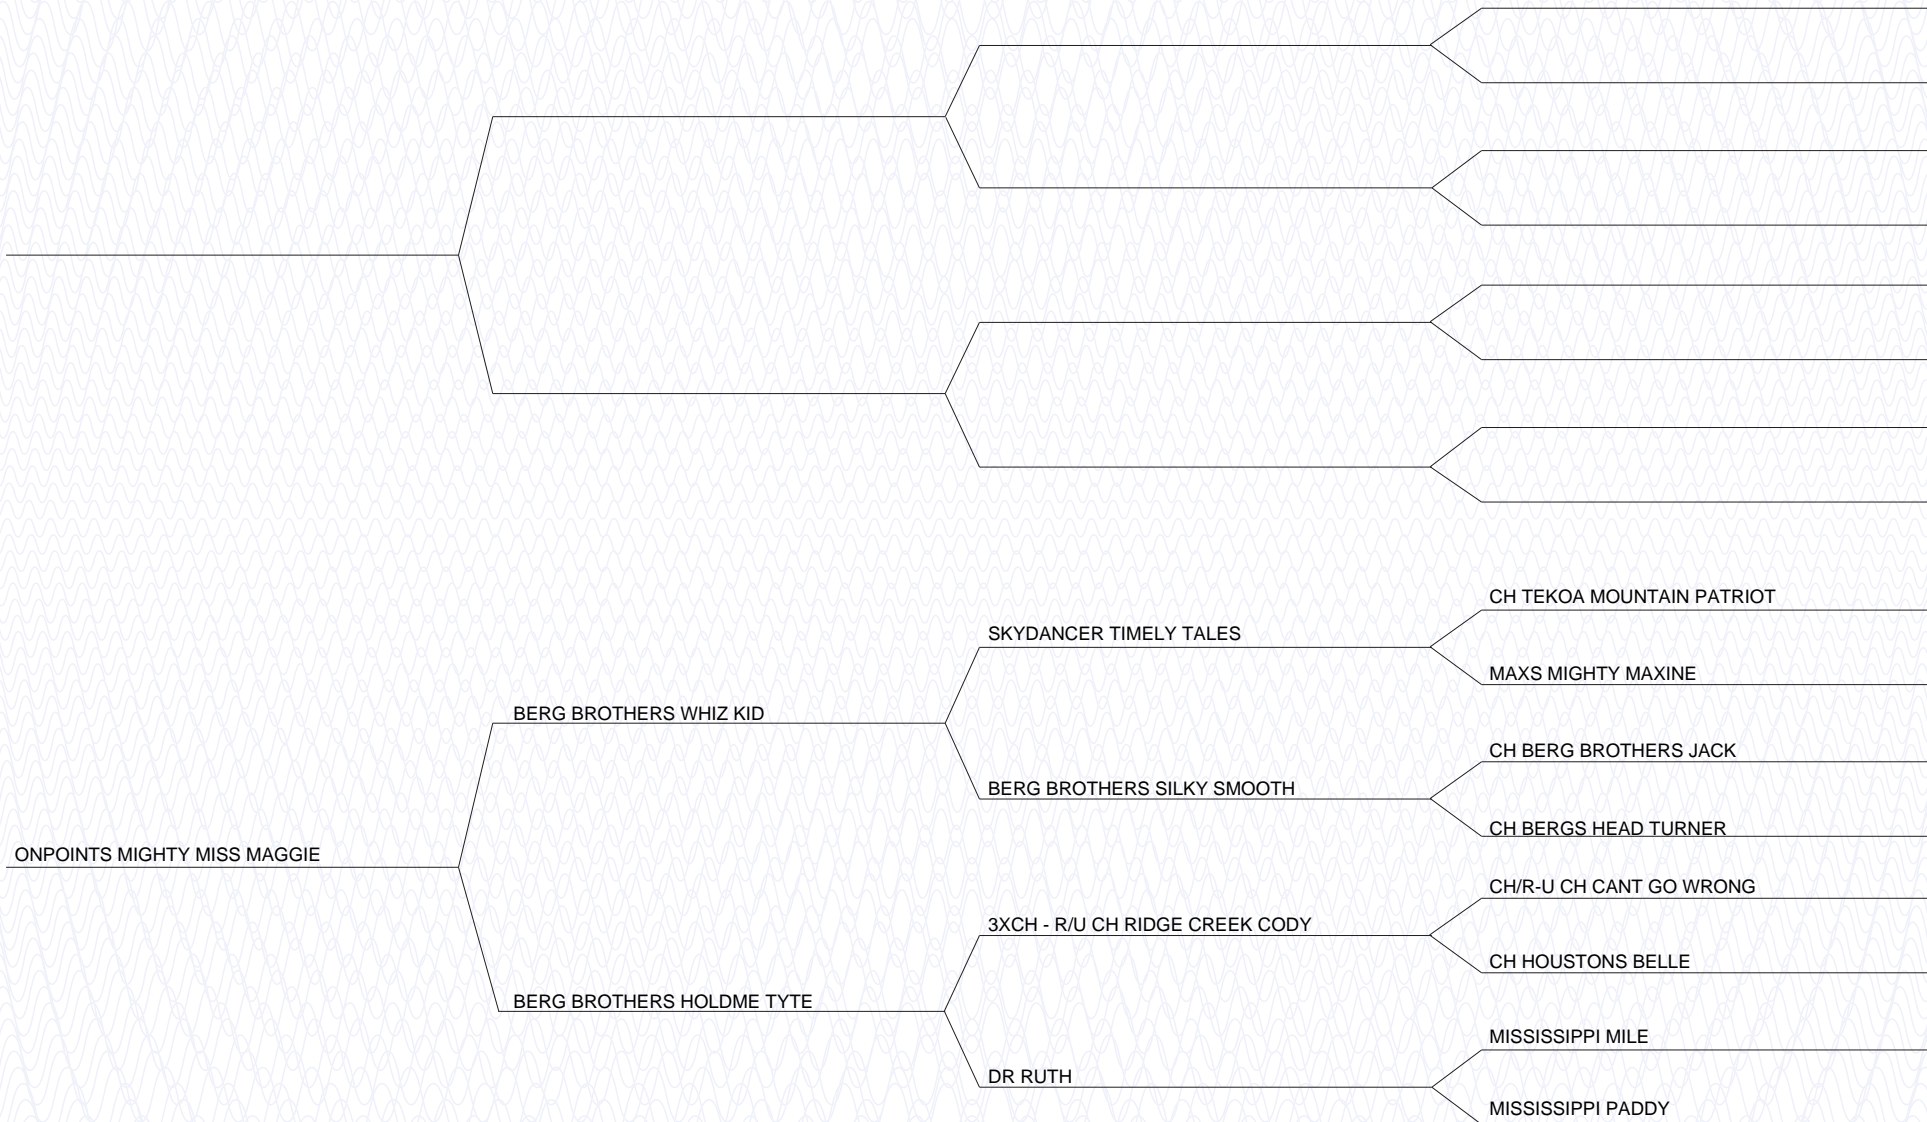 CH TEKOA MOUNTAIN PATRIOT
SKYDANCER TIMELY TALES
MAXS MIGHTY MAXINE
BERG BROTHERS WHIZ KID
CH BERG BROTHERS JACK
BERG BROTHERS SILKY SMOOTH
CH BERGS HEAD TURNER
ONPOINTS MIGHTY MISS MAGGIE
CH/R-U CH CANT GO WRONG
3XCH - R/U CH RIDGE CREEK CODY
CH HOUSTONS BELLE
BERG BROTHERS HOLDME TYTE
MISSISSIPPI MILE
DR RUTH
MISSISSIPPI PADDY